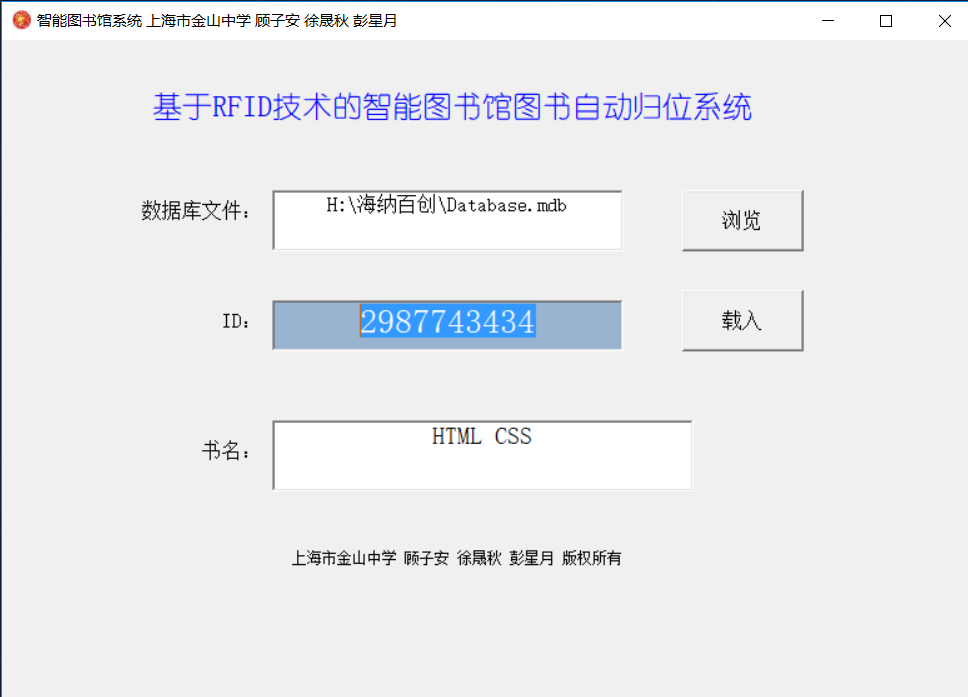 智能图书馆系统 上海市金山中学 顾子安 徐晟秋 彭星月
基于RFID技术的智能图书馆图书自动归位系统
数据库文件： H:\海纳百创\Database.mdb 浏览
ID： 2987743434 载入
书名： HTML CSS
上海市金山中学 顾子安 徐晟秋 彭星月 版权所有